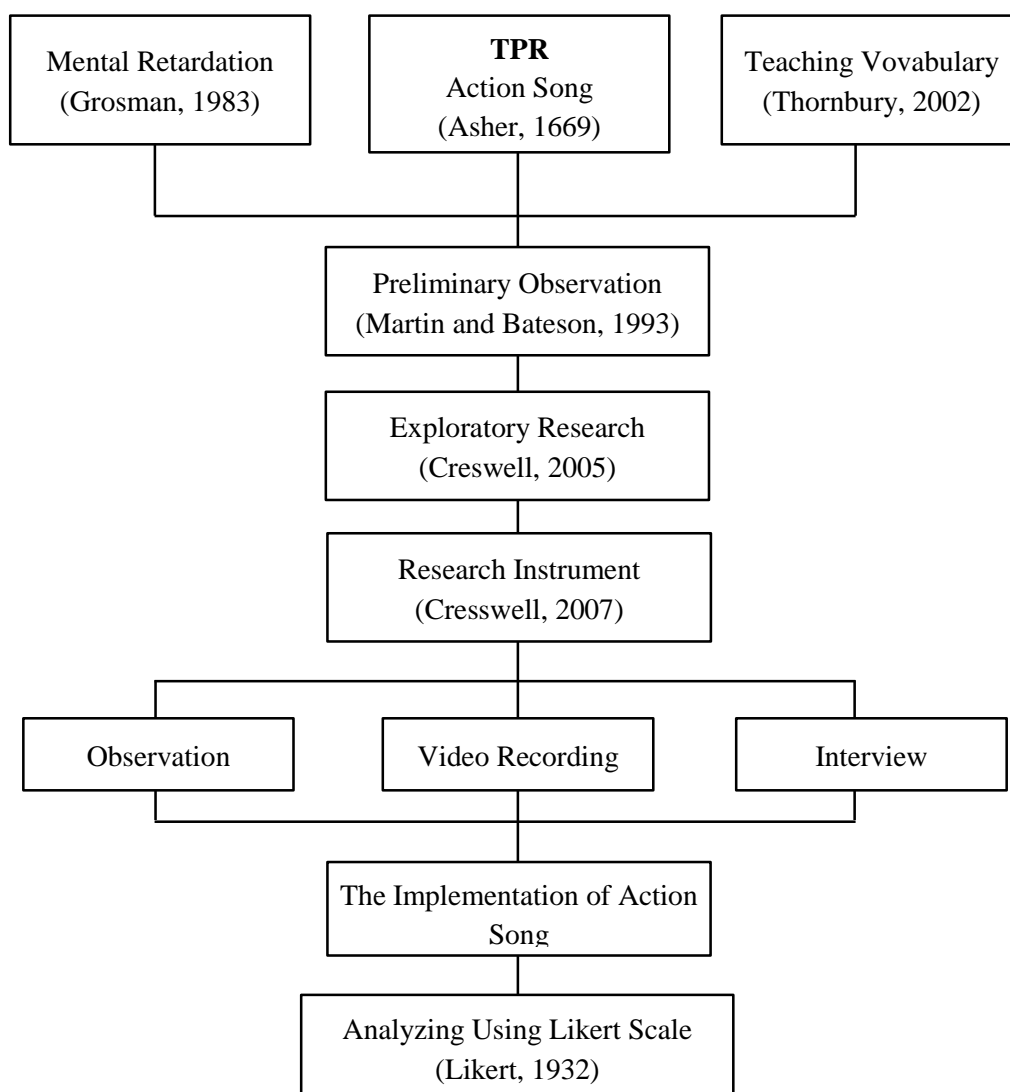 Mental Retardation
(Grosman, 1983)
TPR
Action Song
(Asher, 1669)
Teaching Vovabulary
(Thornbury, 2002)
Preliminary Observation
(Martin and Bateson, 1993)
Exploratory Research
(Creswell, 2005)
Research Instrument
(Cresswell, 2007)
Observation
Video Recording
Interview
The Implementation of Action
Song
Analyzing Using Likert Scale
(Likert, 1932)